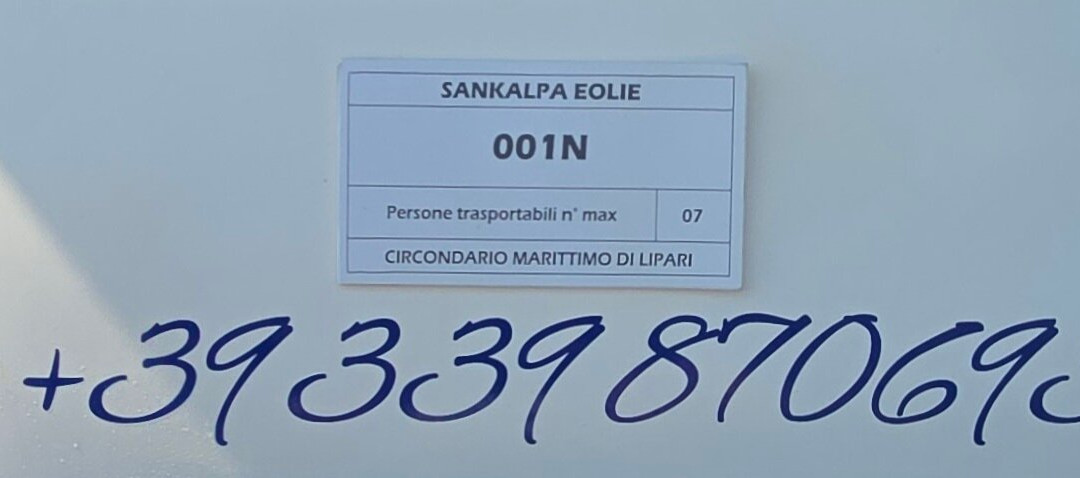 SANKALPA EOLIE
001N
Persone trasportabili n° max 07
CIRCONDARIO MARITTIMO DI LIPARI
+39 339 87069